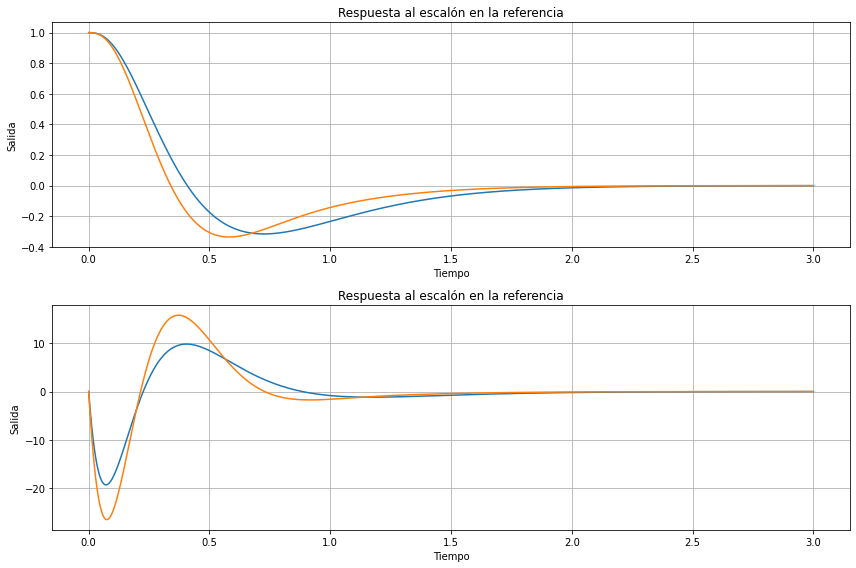 Respuesta al escalón en la referencia
1.0
0.8
0.6
0.4
0.2
0.0
−0.2
−0.4
Salida
0.0 0.5 1.0 1.5 2.0 2.5 3.0
Tiempo
Respuesta al escalón en la referencia
10
0
−10
−20
Salida
0.0 0.5 1.0 1.5 2.0 2.5 3.0
Tiempo